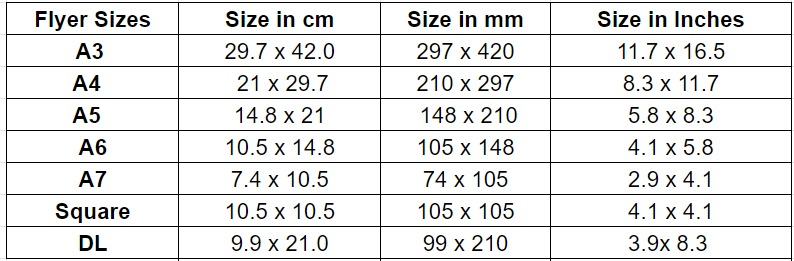 Flyer Sizes Size in cm Size in mm Size in Inches
A3 29.7 x 42.0 297 x 420 11.7 x 16.5
A4 21 x 29.7 210 x 297 8.3 x 11.7
A5 14.8 x 21 148 x 210 5.8 x 8.3
A6 10.5 x 14.8 105 x 148 4.1 x 5.8
A7 7.4 x 10.5 74 x 105 2.9 x 4.1
Square 10.5 x 10.5 105 x 105 4.1 x 4.1
DL 9.9 x 21.0 99 x 210 3.9x 8.3